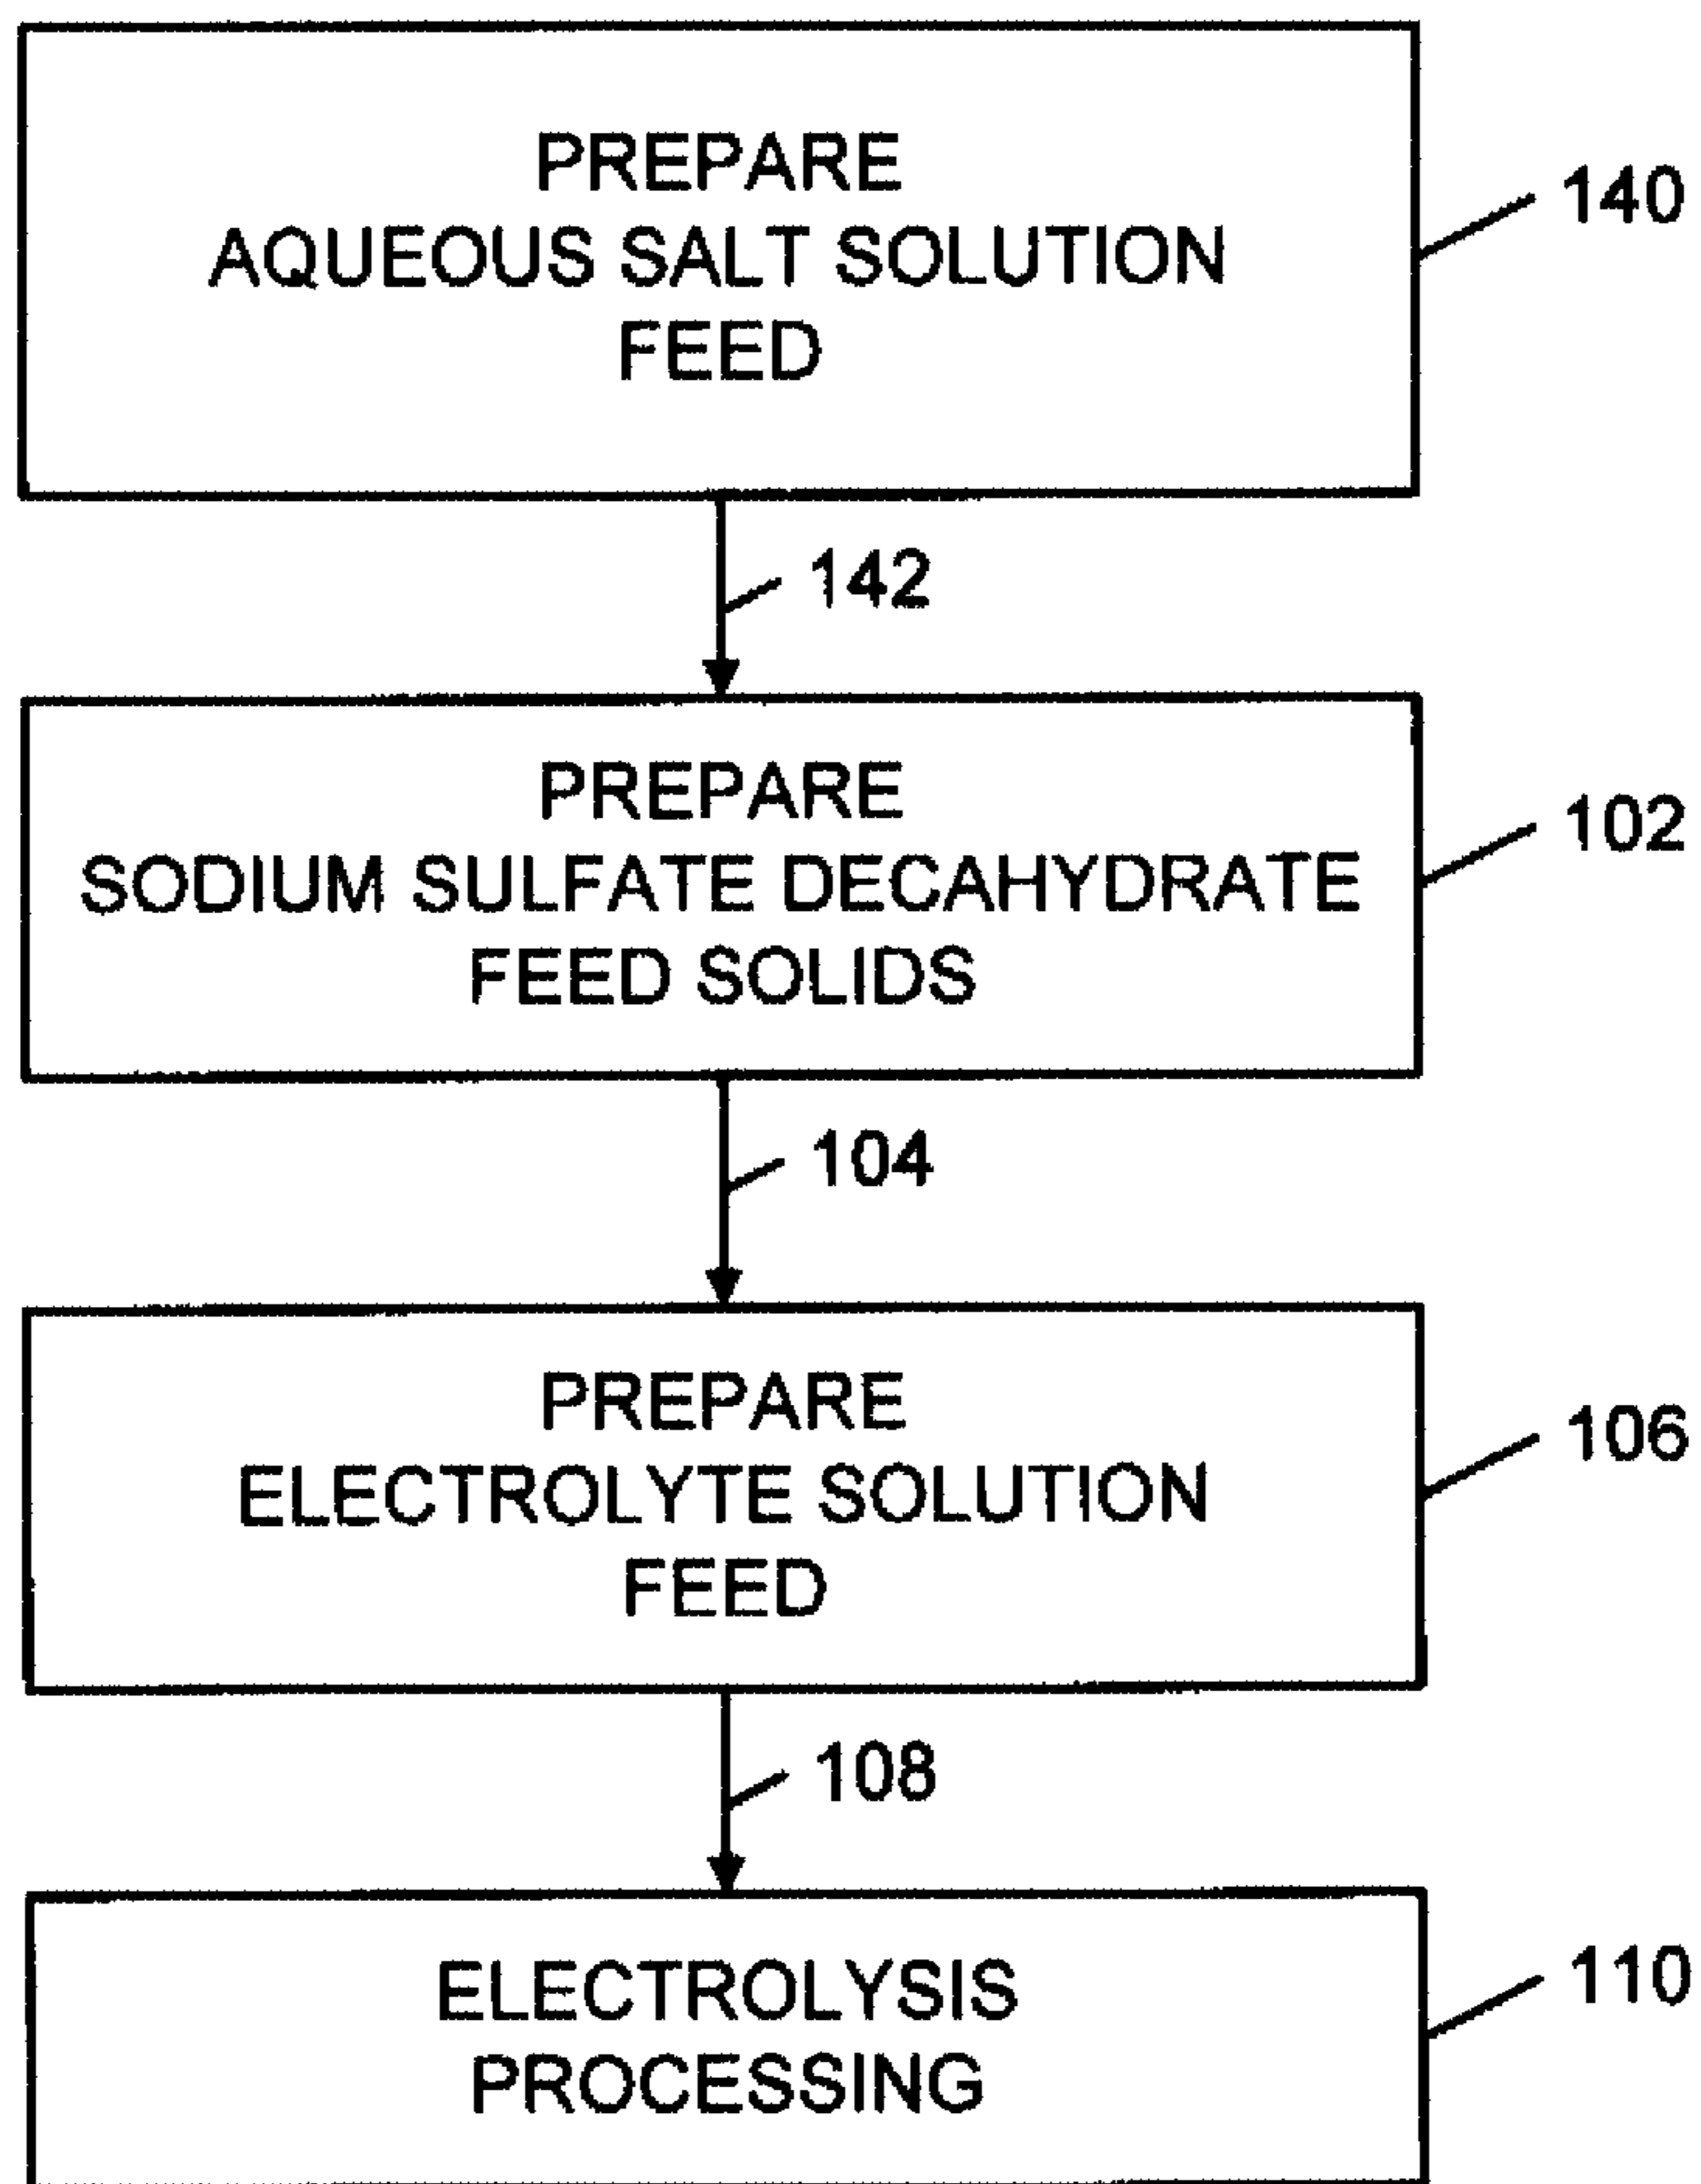 PREPARE
AQUEOUS SALT SOLUTION
FEED
140
142
PREPARE
SODIUM SULFATE DECAHYDRATE
FEED SOLIDS
102
104
PREPARE
ELECTROLYTE SOLUTION
FEED
106
108
ELECTROLYSIS
PROCESSING
110